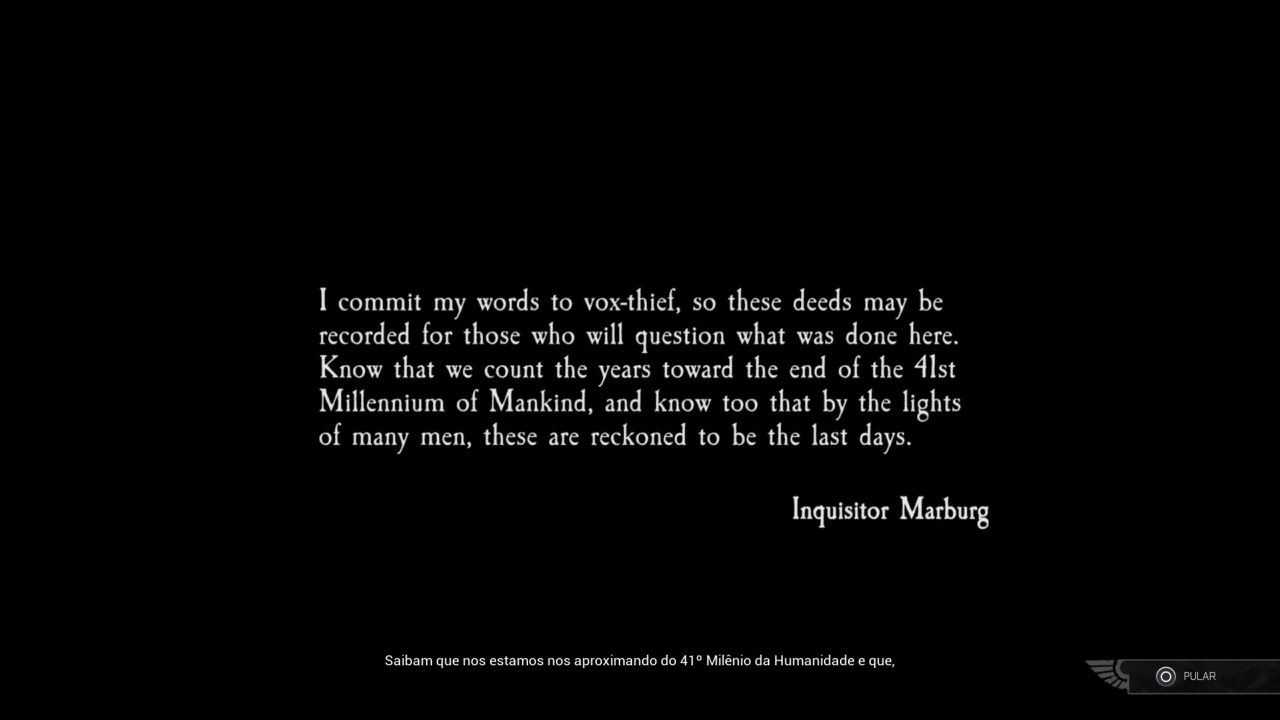 I commit my words to vox-thief, so these deeds may be
recorded for those who will question what was done here.
Know that we count the years toward the end of the 41st
Millennium of Mankind, and know too that by the lights
of many men, these are reckoned to be the last days.
Inquisitor Marburg
Saibam que nos estamos nos aproximando do 41º Milênio da Humanidade e que,
PULAR